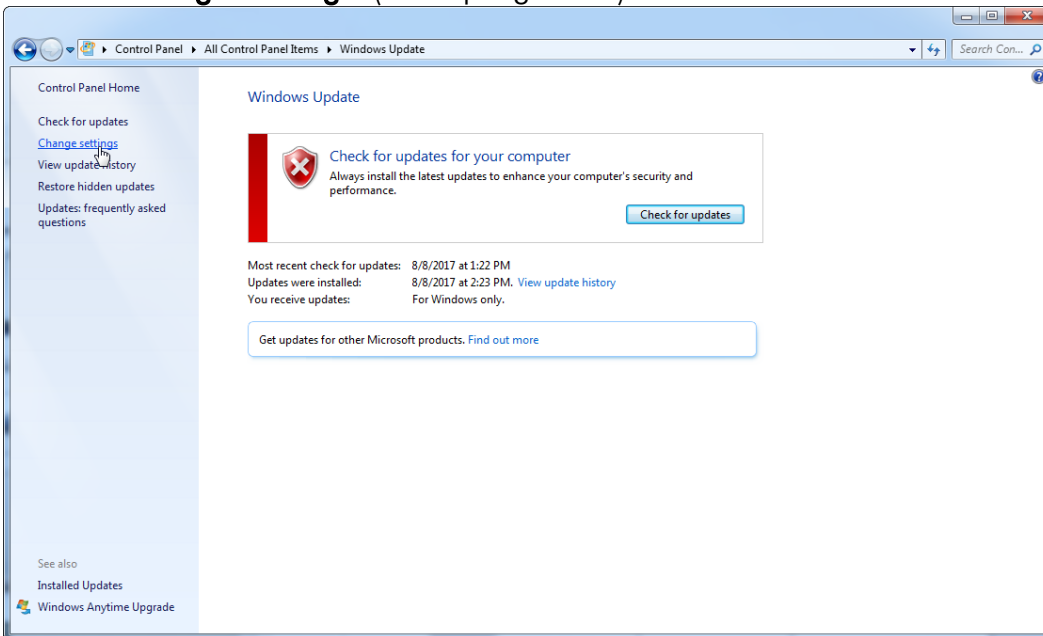 Control Panel ▸ All Control Panel Items ▸ Windows Update
Search Con...
Control Panel Home
Check for updates
Change settings
View update history
Restore hidden updates
Updates: frequently asked
questions
Windows Update
Check for updates for your computer
Always install the latest updates to enhance your computer's security and
performance.
Check for updates
Most recent check for updates: 8/8/2017 at 1:22 PM
Updates were installed: 8/8/2017 at 2:23 PM. View update history
You receive updates: For Windows only.
Get updates for other Microsoft products. Find out more
See also
Installed Updates
Windows Anytime Upgrade